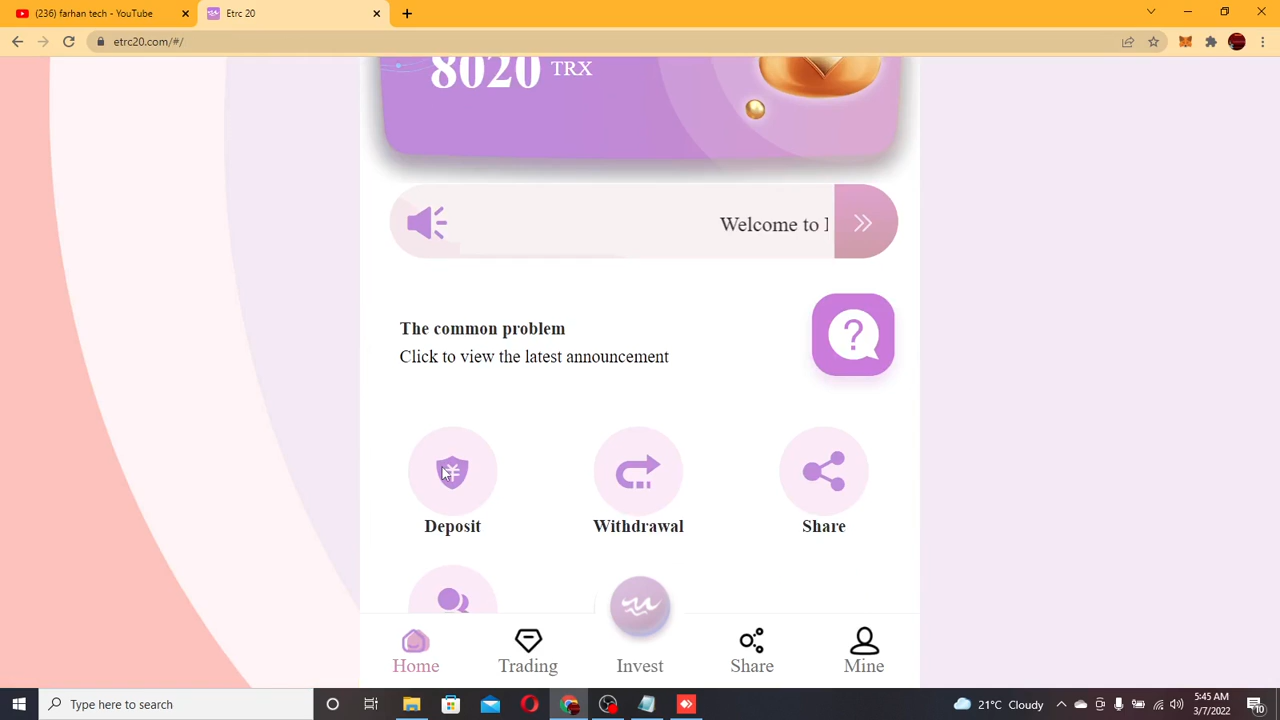 (236) farhan tech - YouTube
Etrc 20
etrc20.com/#/
8020 TRX
Welcome to
The common problem
Click to view the latest announcement
¥
Deposit
Withdrawal
Share
Home
Trading
Invest
Share
Mine
Type here to search
21°C Cloudy
5:45 AM
3/7/2022
10